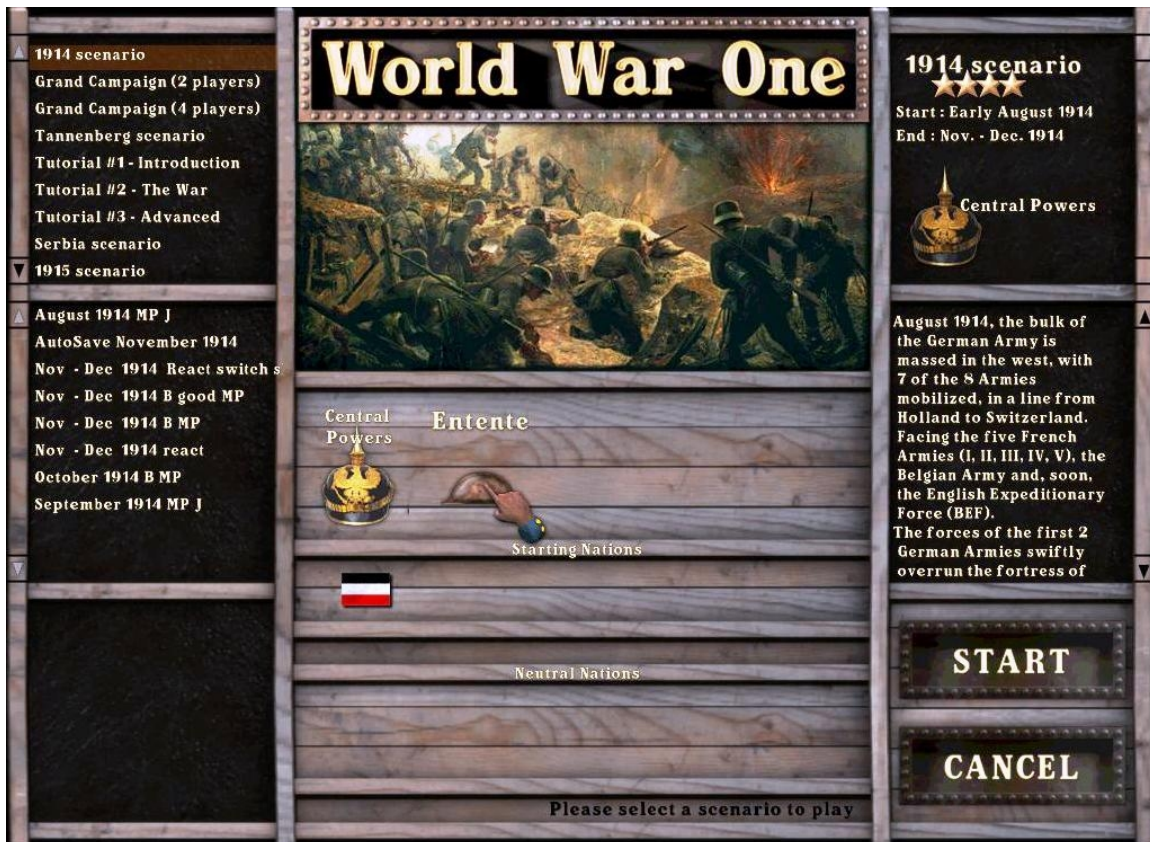 1914 scenario
Grand Campaign (2 players)
Grand Campaign (4 players)
Tannenberg scenario
Tutorial #1 - Introduction
Tutorial #2 - The War
Tutorial #3 - Advanced
Serbia scenario
1915 scenario
August 1914 MP J
AutoSave November 1914
Nov - Dec 1914 React switch s
Nov - Dec 1914 B good MP
Nov - Dec 1914 B MP
Nov - Dec 1914 react
October 1914 B MP
September 1914 MP J
World War One
Central
Powers
Entente
Starting Nations
Neutral Nations
Please select a scenario to play
1914 scenario
Start : Early August 1914
End : Nov. - Dec. 1914
Central Powers
August 1914, the bulk of
the German Army is
massed in the west, with
7 of the 8 Armies
mobilized, in a line from
Holland to Switzerland.
Facing the five French
Armies (I, II, III, IV, V), the
Belgian Army and, soon,
the English Expeditionary
Force (BEF).
The forces of the first 2
German Armies swiftly
overrun the fortress of
START
CANCEL